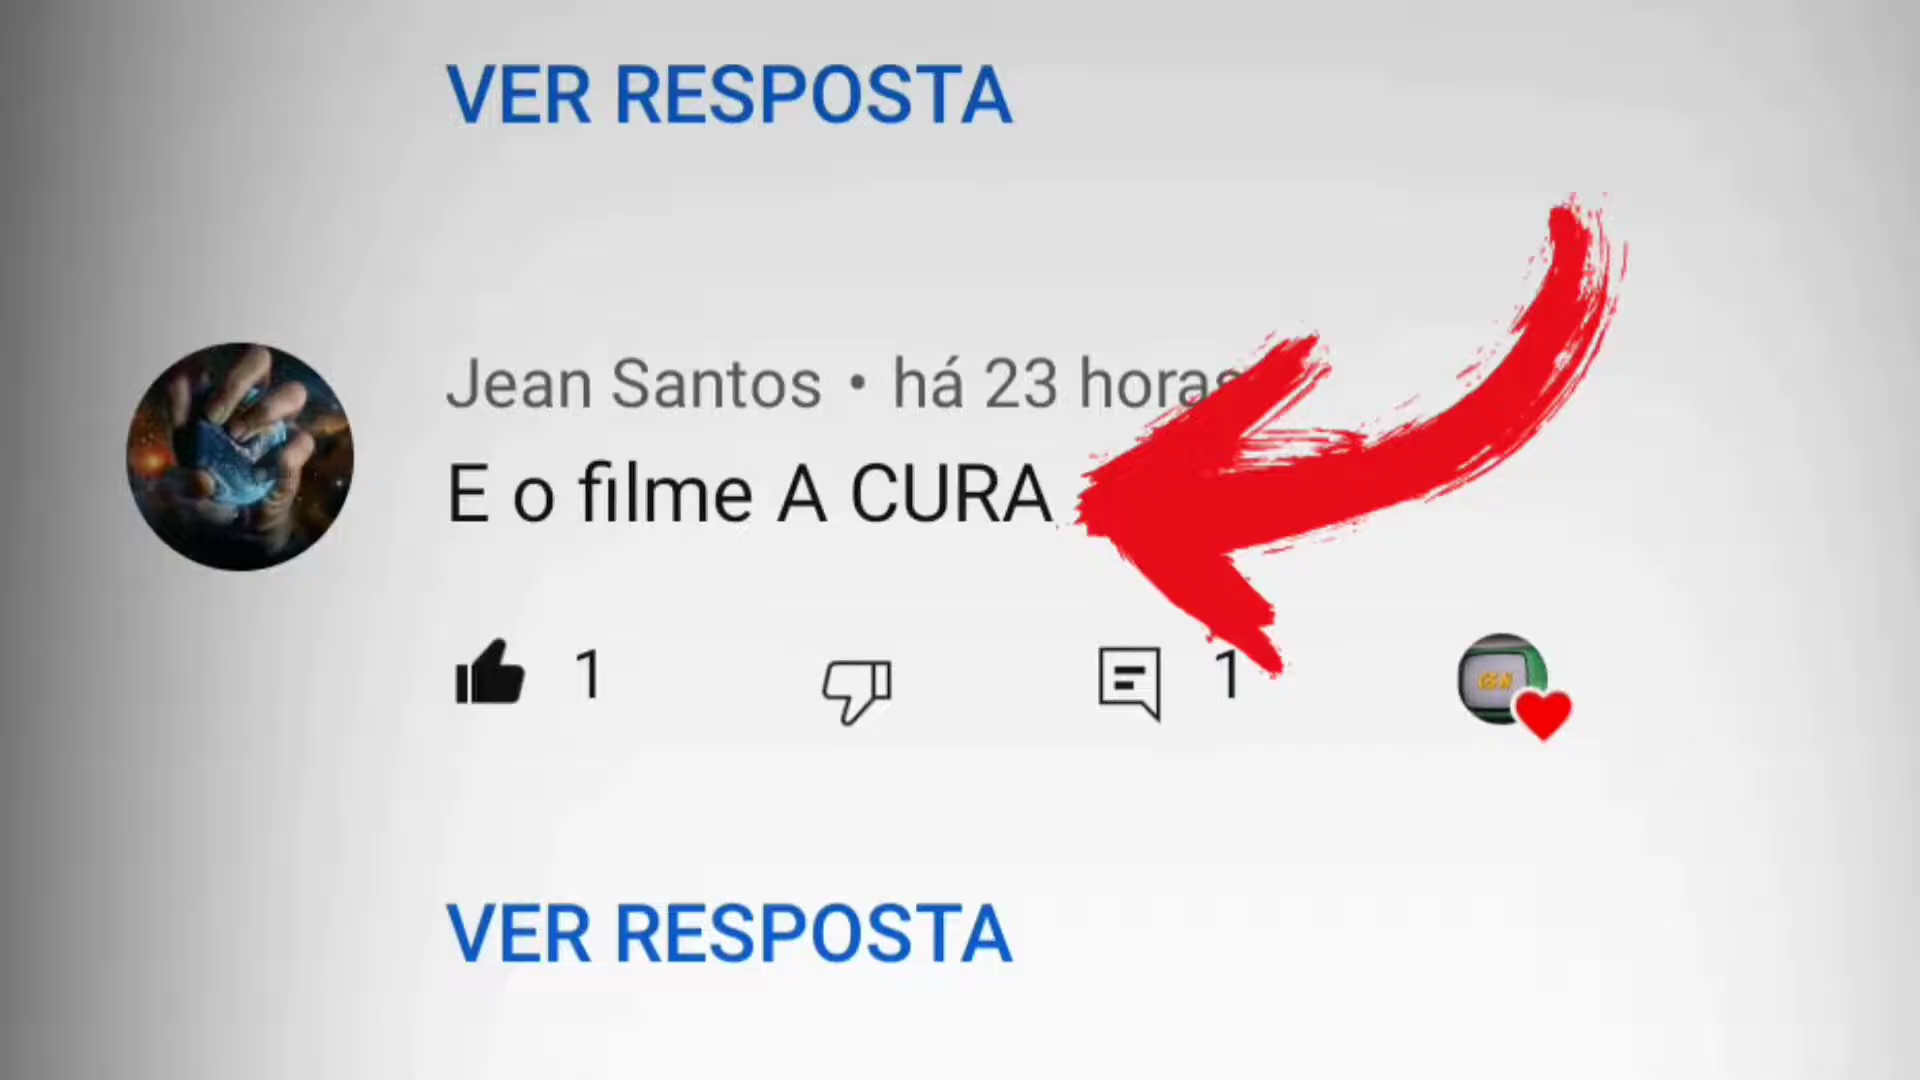 VER RESPOSTA
Jean Santos • há 23 horas
E o filme A CURA
1
1
VER RESPOSTA